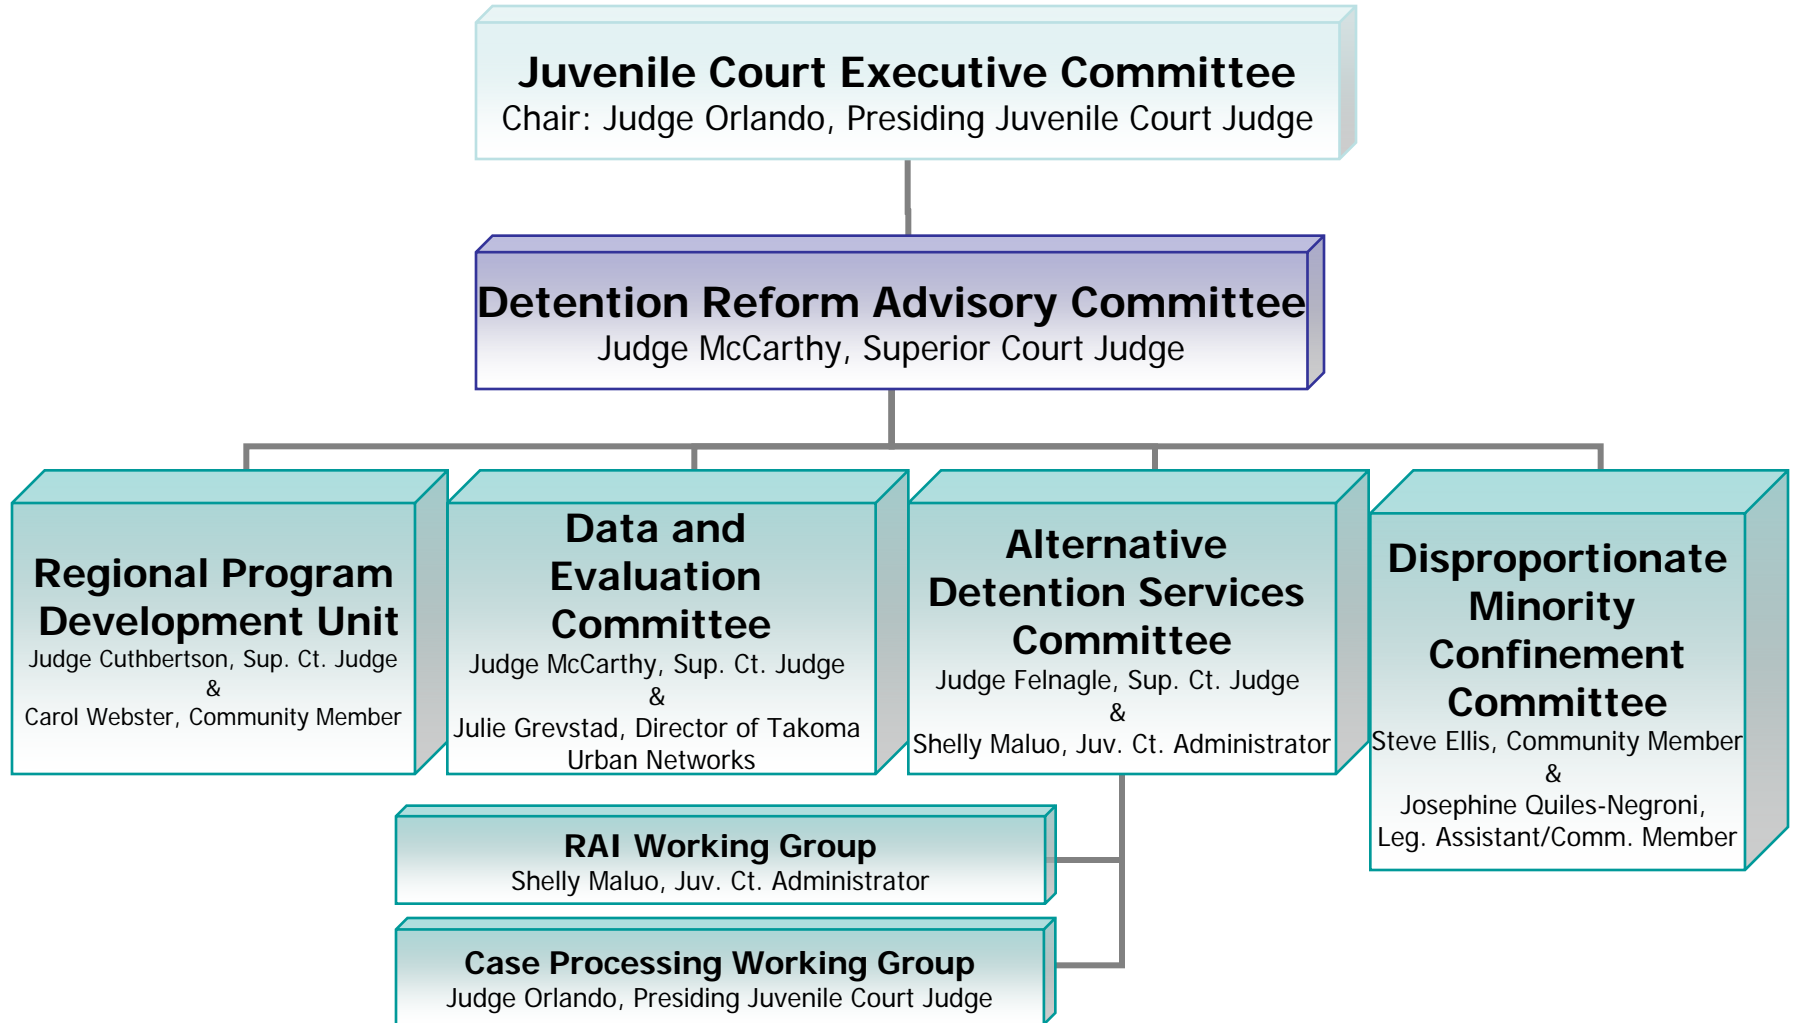 Juvenile Court Executive Committee
Chair: Judge Orlando, Presiding Juvenile Court Judge
Detention Reform Advisory Committee
Judge McCarthy, Superior Court Judge
Regional Program
Development Unit
Judge Cuthbertson, Sup. Ct. Judge
&
Carol Webster, Community Member
Data and
Evaluation
Committee
Judge McCarthy, Sup. Ct. Judge
&
Julie Grevstad, Director of Takoma
Urban Networks
Alternative
Detention Services
Committee
Judge Felnagle, Sup. Ct. Judge
&
Shelly Maluo, Juv. Ct. Administrator
Disproportionate
Minority
Confinement
Committee
Steve Ellis, Community Member
&
Josephine Quiles-Negroni,
Leg. Assistant/Comm. Member
RAI Working Group
Shelly Maluo, Juv. Ct. Administrator
Case Processing Working Group
Judge Orlando, Presiding Juvenile Court Judge